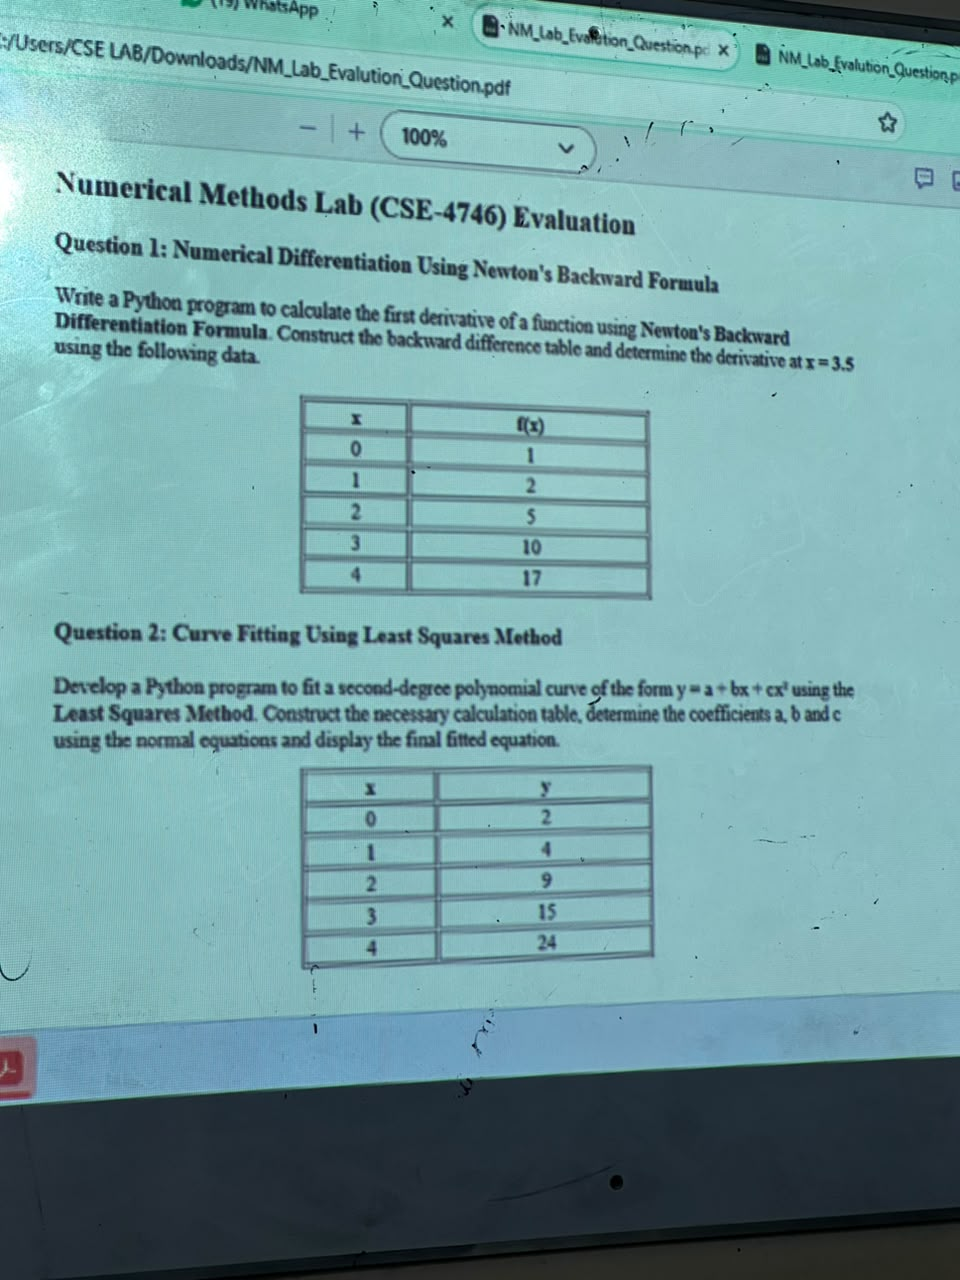 (19) WhatsApp
NM_Lab_Evalution_Question.pd
NM_Lab_Evalution_Question.p
:/Users/CSE LAB/Downloads/NM_Lab_Evalution_Question.pdf
100%
Numerical Methods Lab (CSE-4746) Evaluation
Question 1: Numerical Differentiation Using Newton's Backward Formula
Write a Python program to calculate the first derivative of a function using Newton's Backward
Differentiation Formula. Construct the backward difference table and determine the derivative at x = 3.5
using the following data.
x f(x)
0 1
1 2
2 5
3 10
4 17
Question 2: Curve Fitting Using Least Squares Method
Develop a Python program to fit a second-degree polynomial curve of the form y = a + bx + cx² using the
Least Squares Method. Construct the necessary calculation table, determine the coefficients a, b and c
using the normal equations and display the final fitted equation.
x y
0 2
1 4
2 9
3 15
4 24